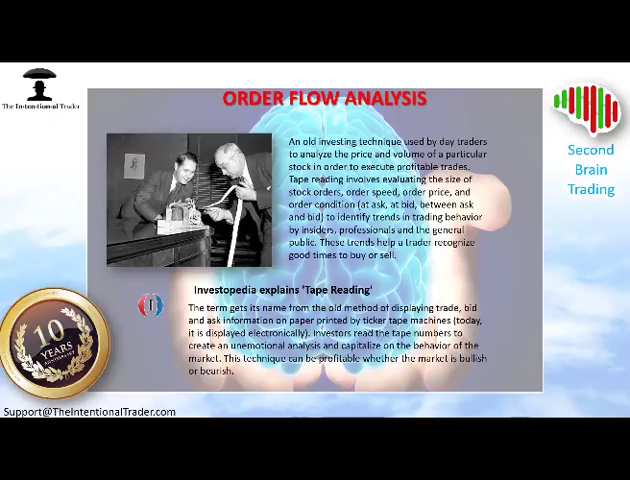 ORDER FLOW ANALYSIS
The Intentional Trader
An old investing technique used by day traders
to analyze the price and volume of a particular
stock in order to execute profitable trades.
Tape reading involves evaluating the size of
stock orders, order speed, order price, and
order condition (at ask, at bid, between ask
and bid) to identify trends in trading behavior
by insiders, professionals and the general
public. These trends help a trader recognize
good times to buy or sell.
Second
Brain
Trading
Investopedia explains 'Tape Reading'
The term gets its name from the old method of displaying trade, bid
and ask information on paper printed by ticker tape machines (today,
it is displayed electronically). Investors read the tape numbers to
create an unemotional analysis and capitalize on the behavior of the
market. This technique can be profitable whether the market is bullish
or bearish.
10
YEARS
ANNIVERSARY
Support@TheIntentionalTrader.com